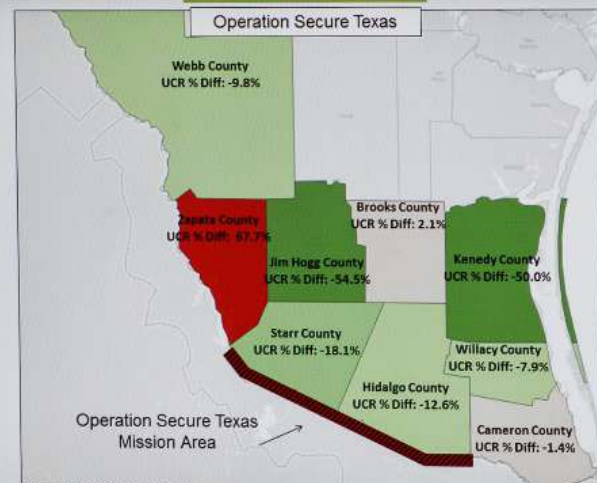 Operation Secure Texas
Webb County
UCR % Diff: -9.8%
Zapata County
UCR % Diff: 67.7%
Brooks County
UCR % Diff: 2.1%
Jim Hogg County
UCR % Diff: -54.5%
Kenedy County
UCR % Diff: -50.0%
Starr County
UCR % Diff: -18.1%
Willacy County
UCR % Diff: -7.9%
Hidalgo County
UCR % Diff: -12.6%
Operation Secure Texas
Mission Area
Cameron County
UCR % Diff: -1.4%